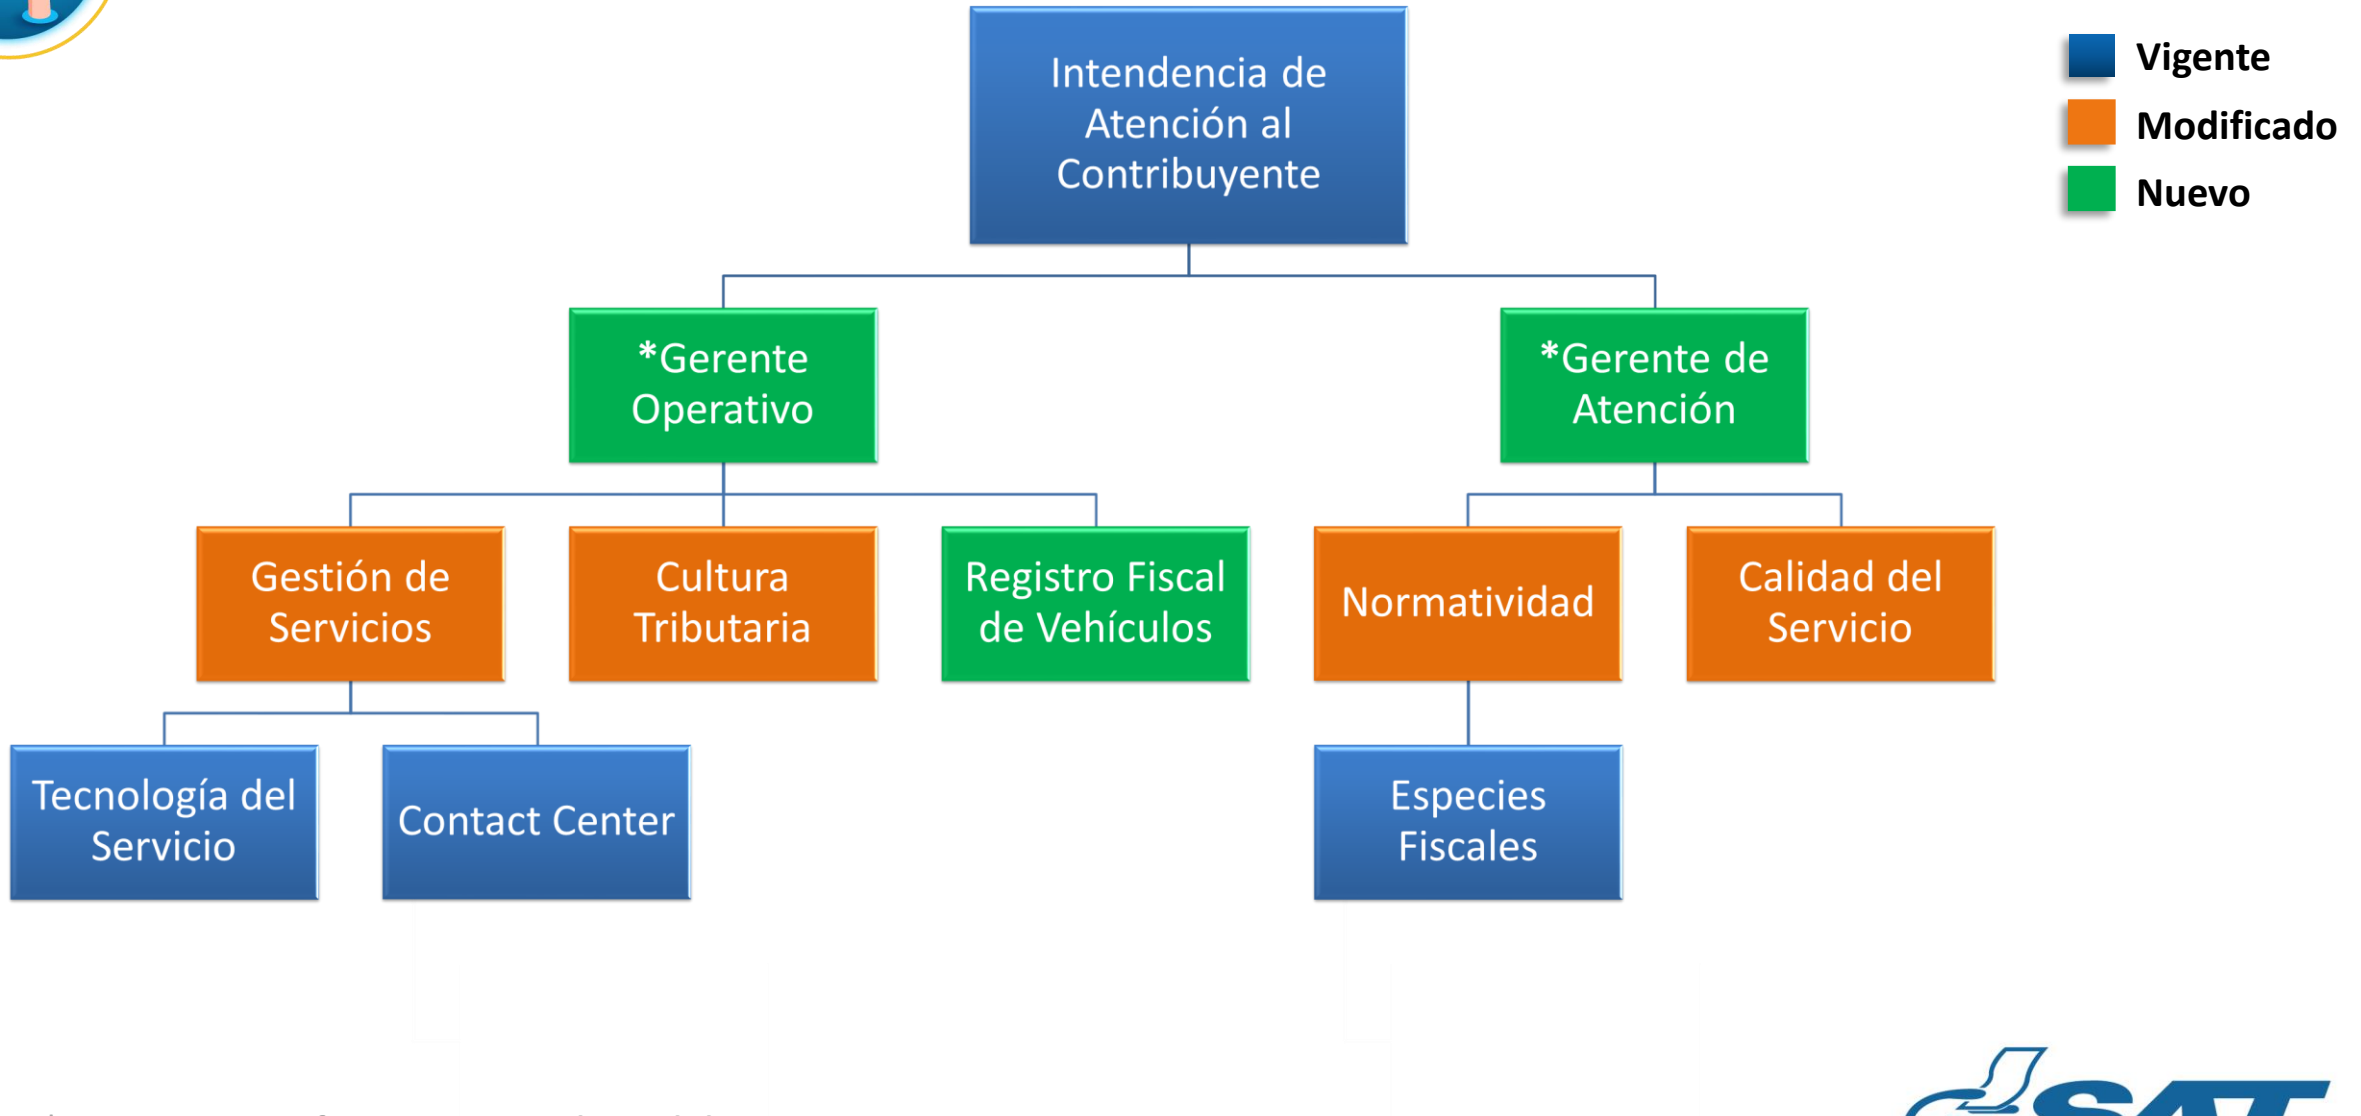 Intendencia de
Atención al
Contribuyente
Vigente
Modificado
Nuevo
*Gerente
Operativo
*Gerente de
Atención
Gestión de
Servicios
Cultura
Tributaria
Registro Fiscal
de Vehículos
Normatividad
Calidad del
Servicio
Tecnología del
Servicio
Contact Center
Especies
Fiscales
SAT